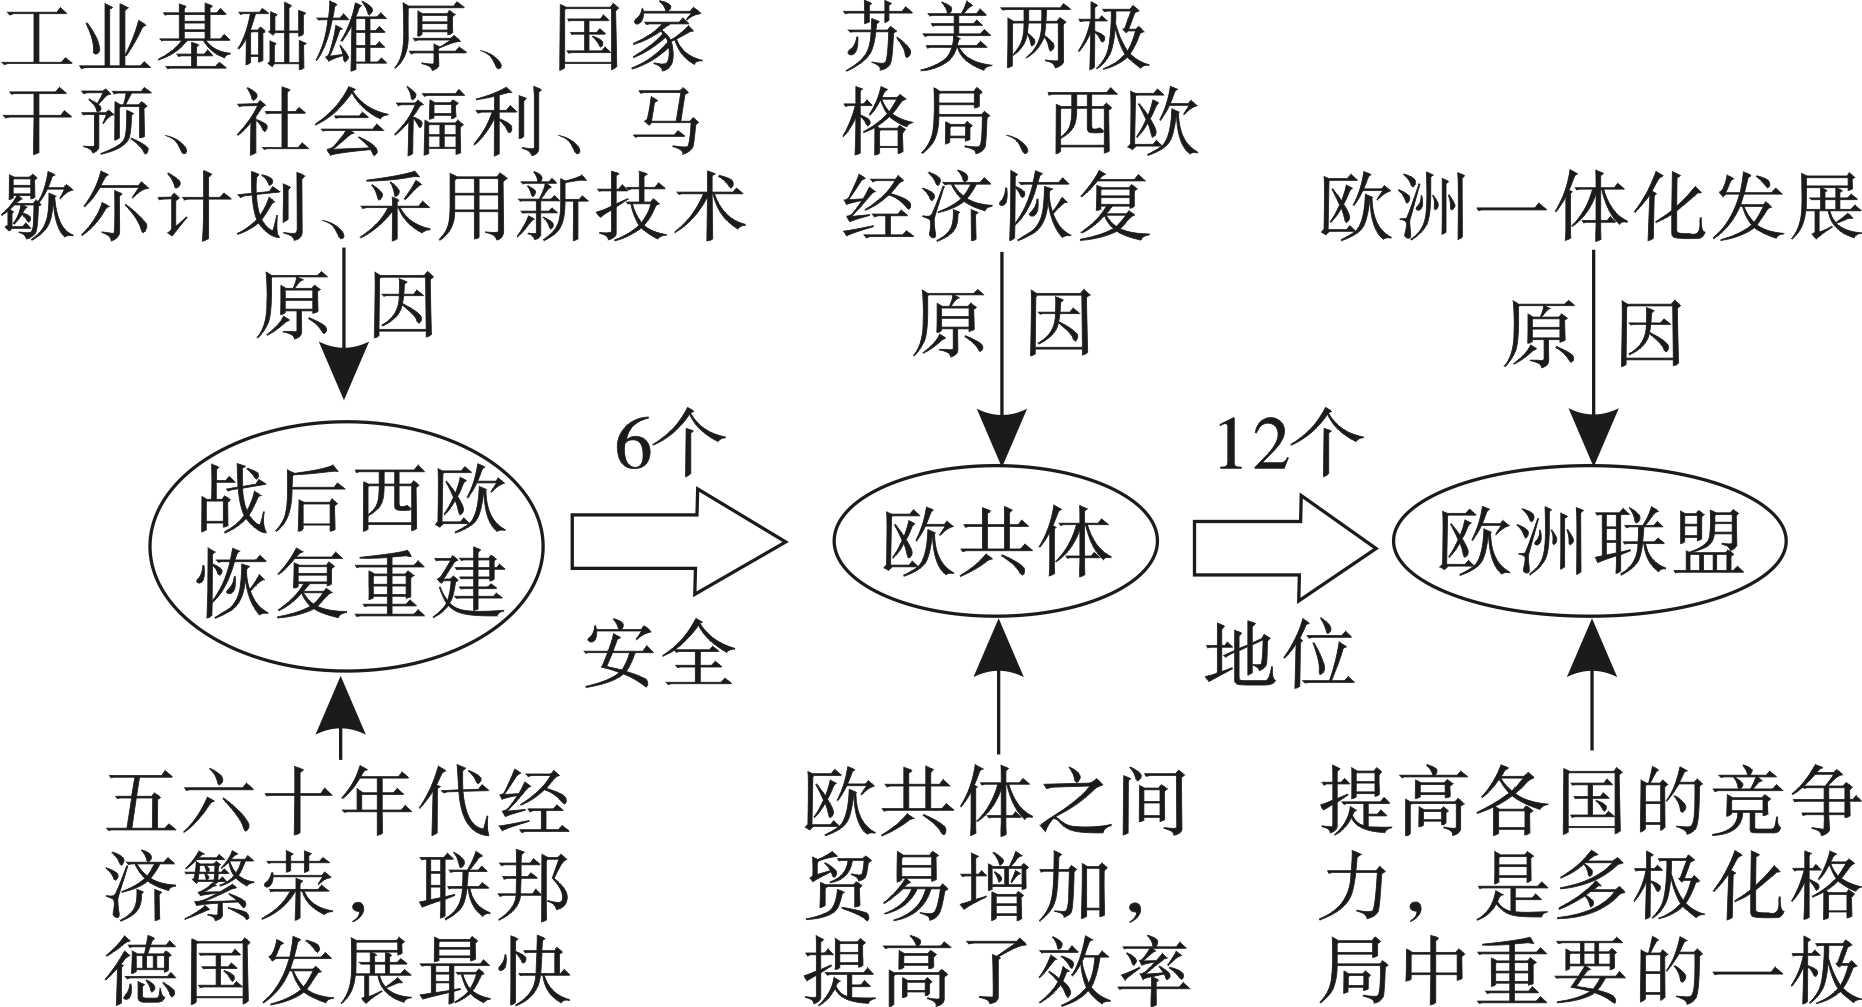 工业基础雄厚、国家
干预、社会福利、马
歇尔计划、采用新技术
原因
苏美两极
格局、西欧
经济恢复
原因
欧洲一体化发展
原因
战后西欧
恢复重建
6个
安全
欧共体
12个
地位
欧洲联盟
五六十年代经
济繁荣，联邦
德国发展最快
欧共体之间
贸易增加，
提高了效率
提高各国的竞争
力，是多极化格
局中重要的一极